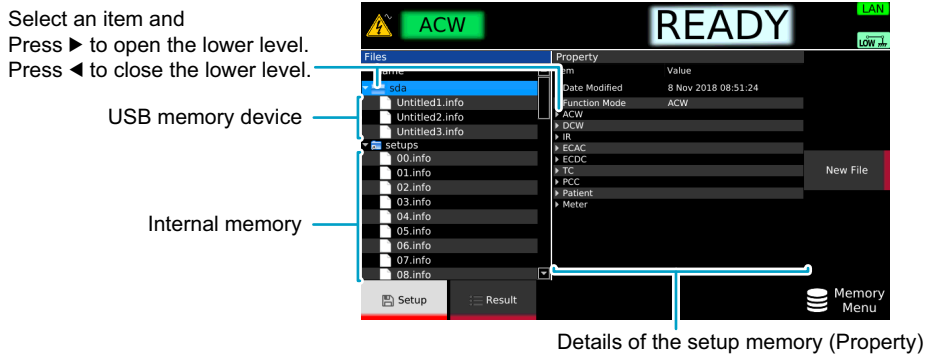 Select an item and
Press ▶ to open the lower level.
Press ◀ to close the lower level.
USB memory device
Internal memory
ACW
READY
LAN
LOW
Files
Property
Value
sda
Date Modified 8 Nov 2018 08:51:24
Untitled1.info
Function Mode ACW
Untitled2.info
ACW
Untitled3.info
DCW
setups
IR
00.info
ECAC
01.info
ECDC
02.info
TC
03.info
PCC
04.info
Patient
05.info
Meter
06.info
07.info
08.info
New File
Setup
Result
Memory
Menu
Details of the setup memory (Property)